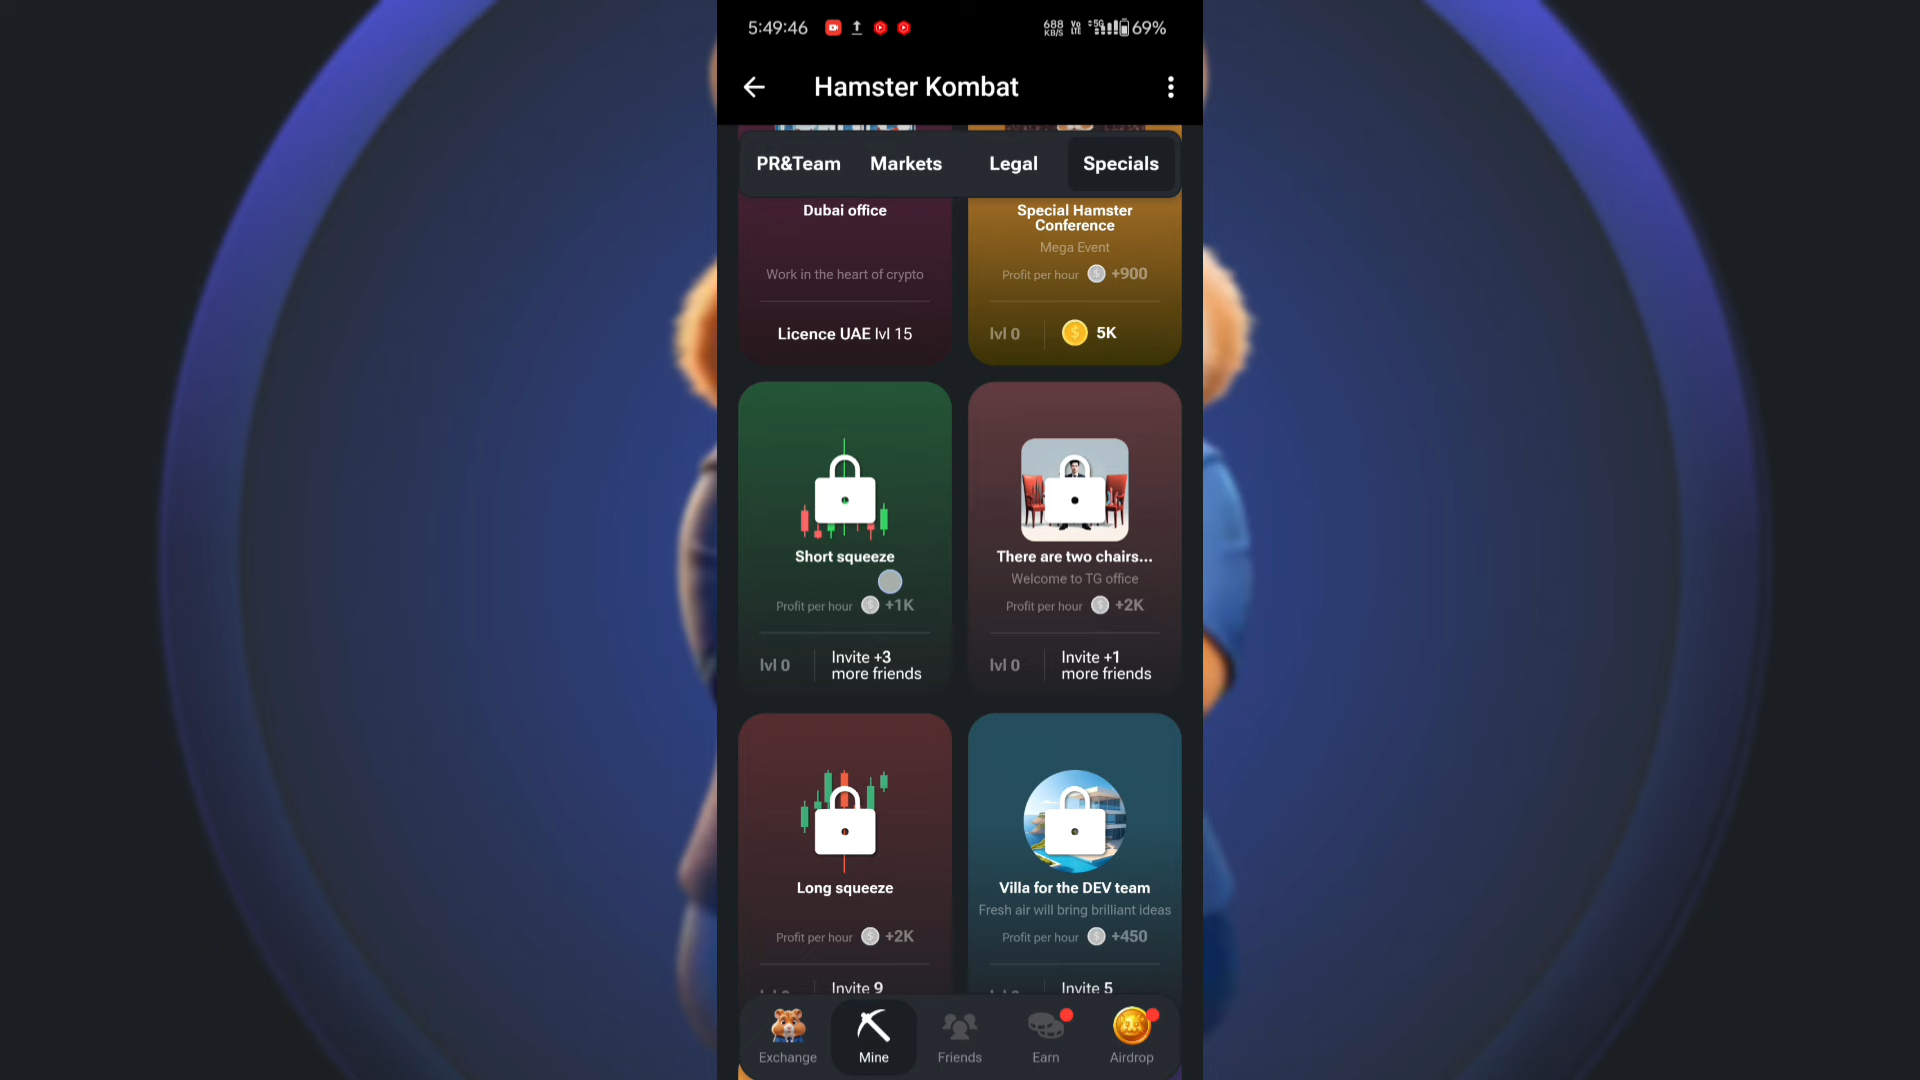 5:49:46
688 KB/S Vo LTE 5G 69%
Hamster Kombat
PR&Team Markets Legal Specials
Dubai office
Work in the heart of crypto
Licence UAE lvl 15
Special Hamster
Conference
Mega Event
Profit per hour +900
lvl 0 5K
Short squeeze
Profit per hour +1K
lvl 0 Invite +3
more friends
There are two chairs...
Welcome to TG office
Profit per hour +2K
lvl 0 Invite +1
more friends
Long squeeze
Profit per hour +2K
Invite 9
Villa for the DEV team
Fresh air will bring brilliant ideas
Profit per hour +450
Invite 5
Exchange Mine Friends Earn Airdrop